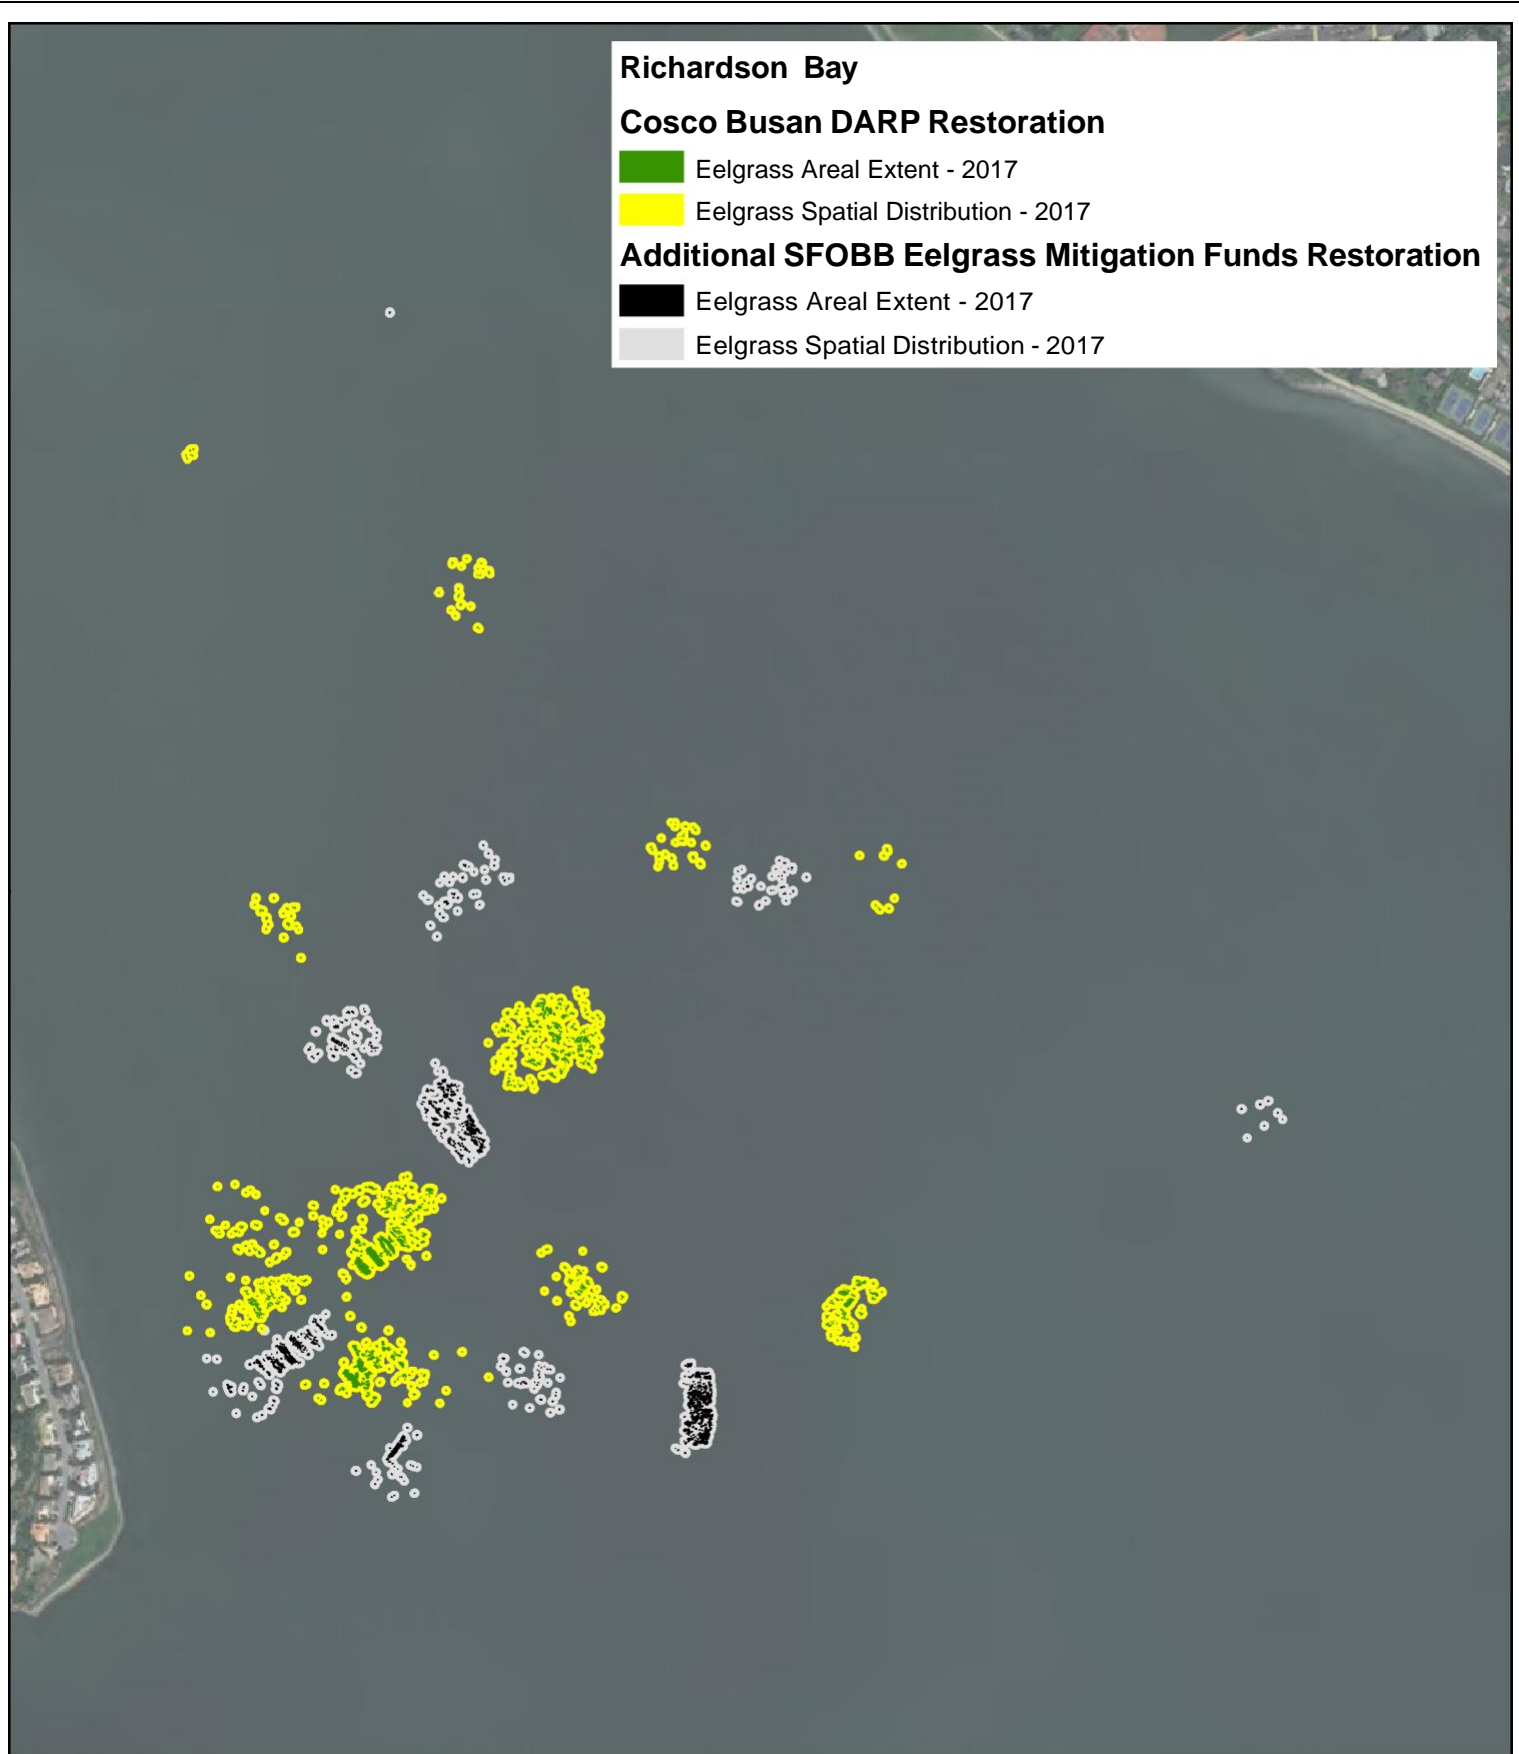 Richardson Bay
Cosco Busan DARP Restoration
Eelgrass Areal Extent - 2017
Eelgrass Spatial Distribution - 2017
Additional SFOBB Eelgrass Mitigation Funds Restoration
Eelgrass Areal Extent - 2017
Eelgrass Spatial Distribution - 2017